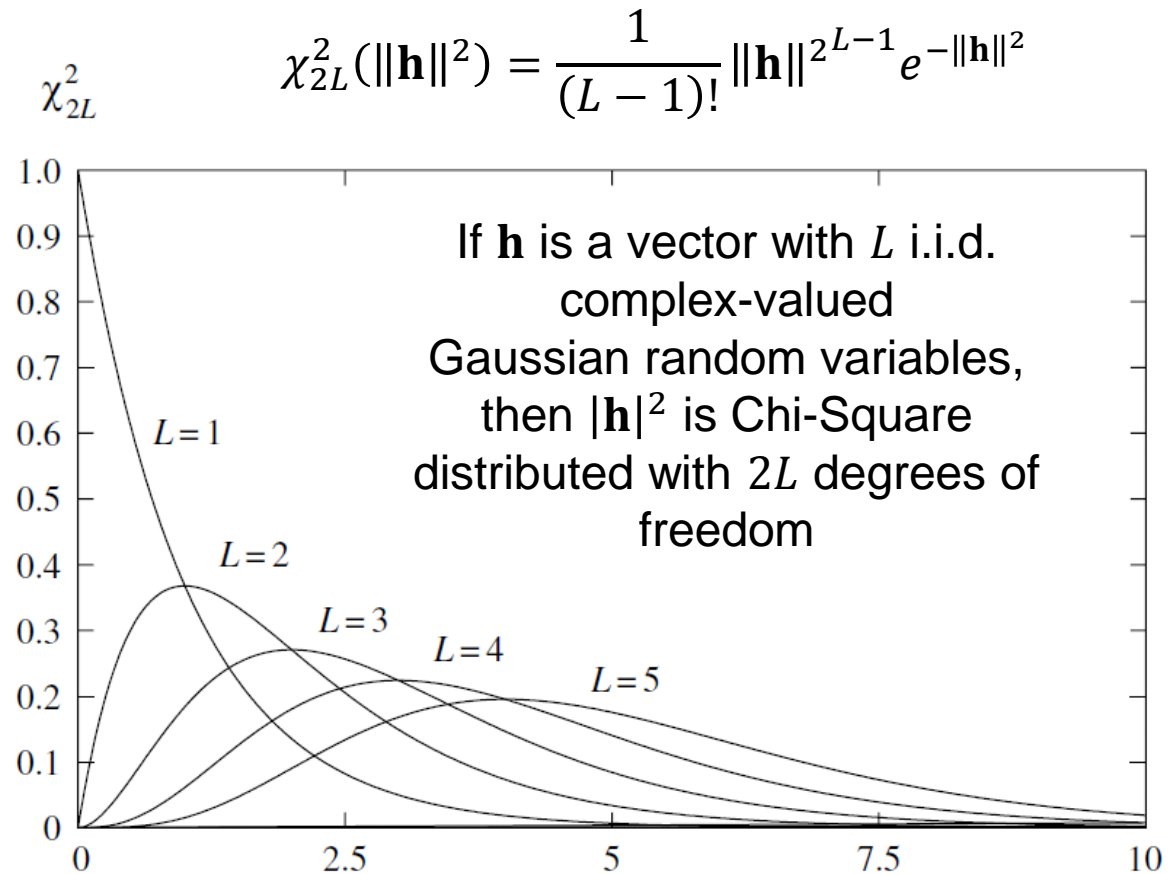 χ²₂L(‖𝐡‖²) = 1/(L − 1)! ‖𝐡‖²^(L−1) e^(−‖𝐡‖²)
χ²₂L
1.0
0.9
0.8
0.7
0.6
0.5
0.4
0.3
0.2
0.1
0
If 𝐡 is a vector with L i.i.d.
complex-valued
Gaussian random variables,
then |𝐡|² is Chi-Square
distributed with 2L degrees of
freedom
L=1
L=2
L=3
L=4
L=5
0 2.5 5 7.5 10